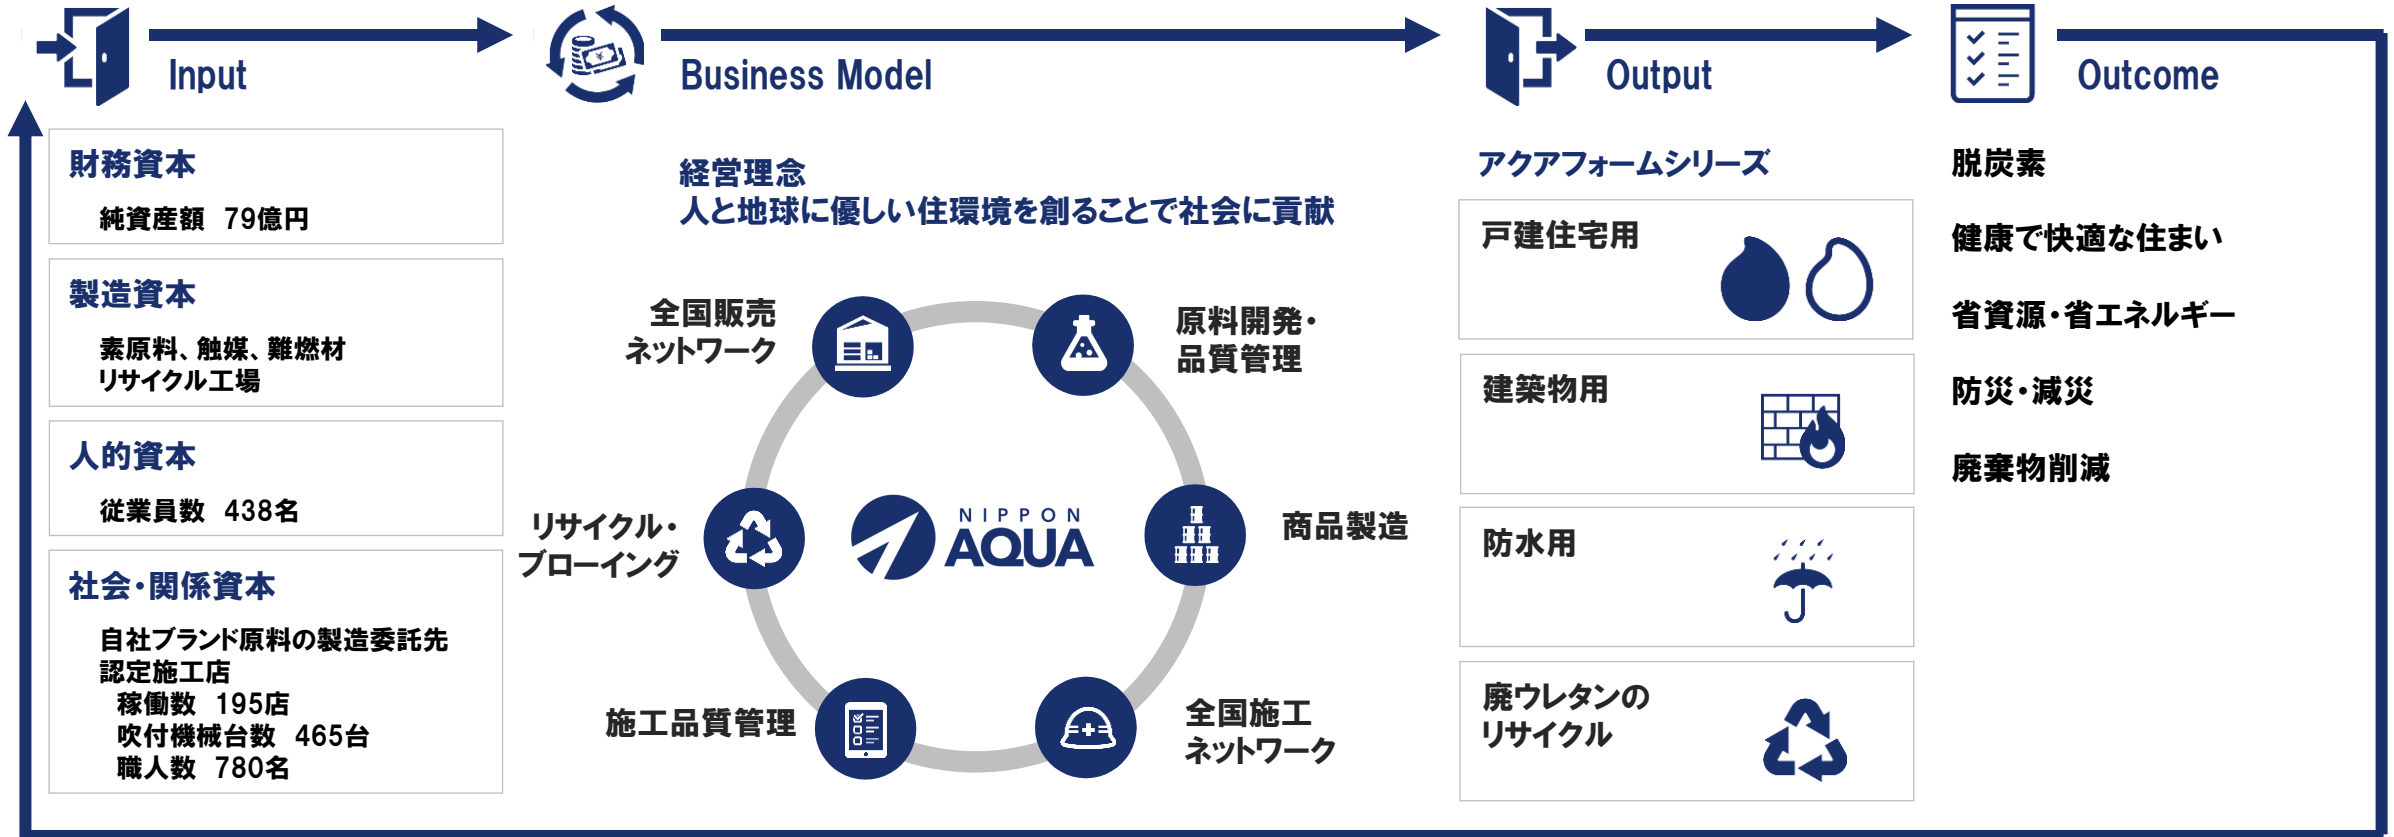 Input
Business Model
Output
Outcome
財務資本
純資産額 79億円
製造資本
素原料、触媒、難燃材
リサイクル工場
人的資本
従業員数 438名
社会・関係資本
自社ブランド原料の製造委託先
認定施工店
稼働数 195店
吹付機械台数 465台
職人数 780名
経営理念
人と地球に優しい住環境を創ることで社会に貢献
全国販売
ネットワーク
原料開発・
品質管理
リサイクル・
ブローイング
NIPPON
AQUA
商品製造
施工品質管理
全国施工
ネットワーク
アクアフォームシリーズ
戸建住宅用
建築物用
防水用
廃ウレタンの
リサイクル
脱炭素
健康で快適な住まい
省資源・省エネルギー
防災・減災
廃棄物削減